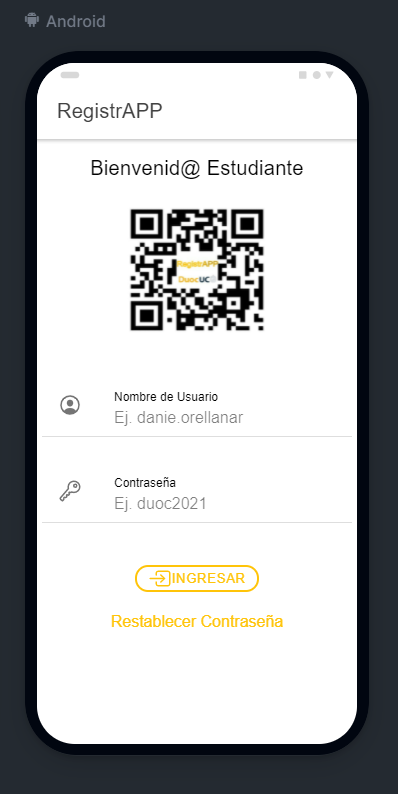 Android
RegistrAPP
Bienvenid@ Estudiante
RegistrAPP
DuocUC
Nombre de Usuario
Ej. danie.orellanar
Contraseña
Ej. duoc2021
INGRESAR
Restablecer Contraseña